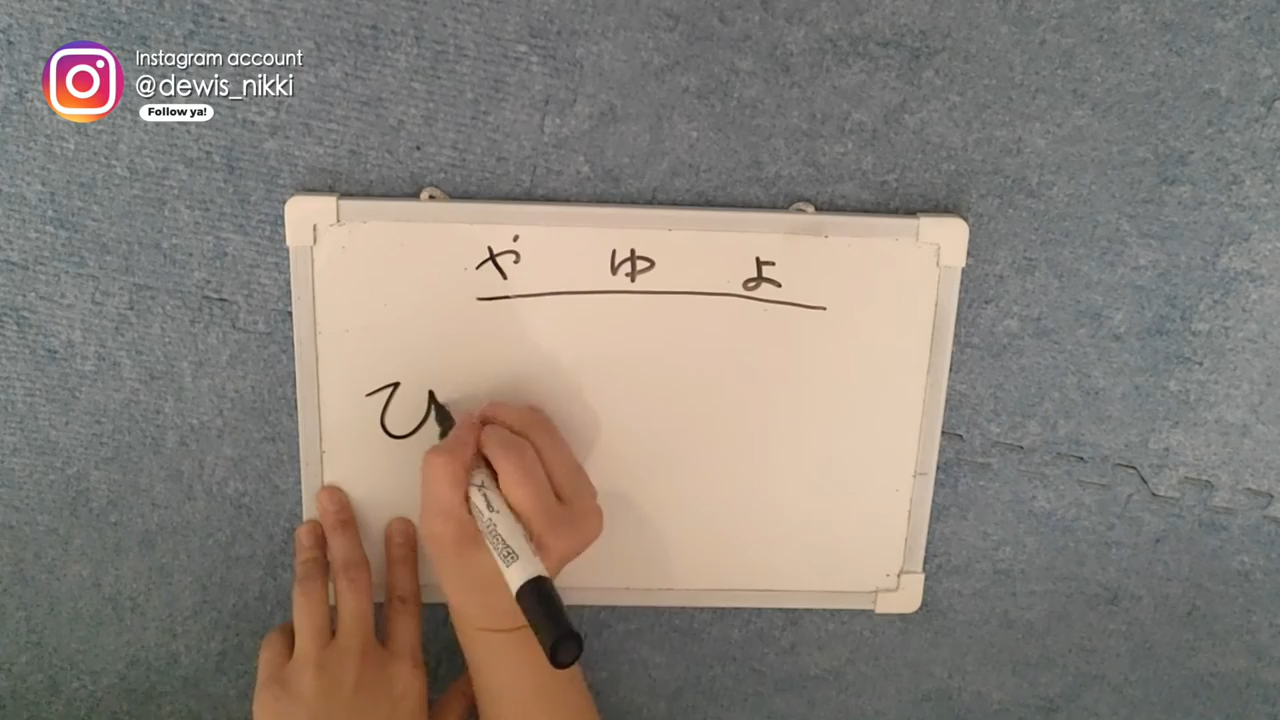 Instagram account
@dewis_nikki
Follow ya!
や ゆ よ
ひ